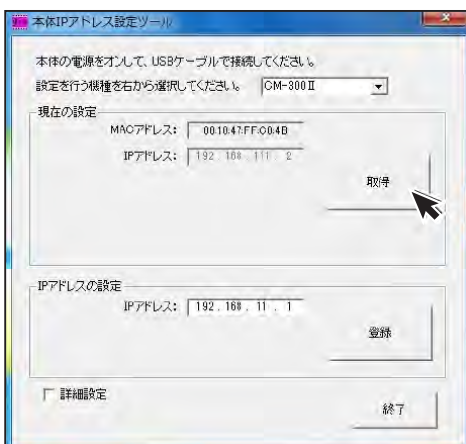 本体IPアドレス設定ツール
本体の電源をオンして、USBケーブルで接続してください。
設定を行う機種を右から選択してください。 CM-300Ⅱ
現在の設定
MACアドレス: 00:10:47:FF:C0:4B
IPアドレス: 192 . 168 . 111 . 2
取得
IPアドレスの設定
IPアドレス: 192 . 168 . 11 . 1
登録
詳細設定
終了